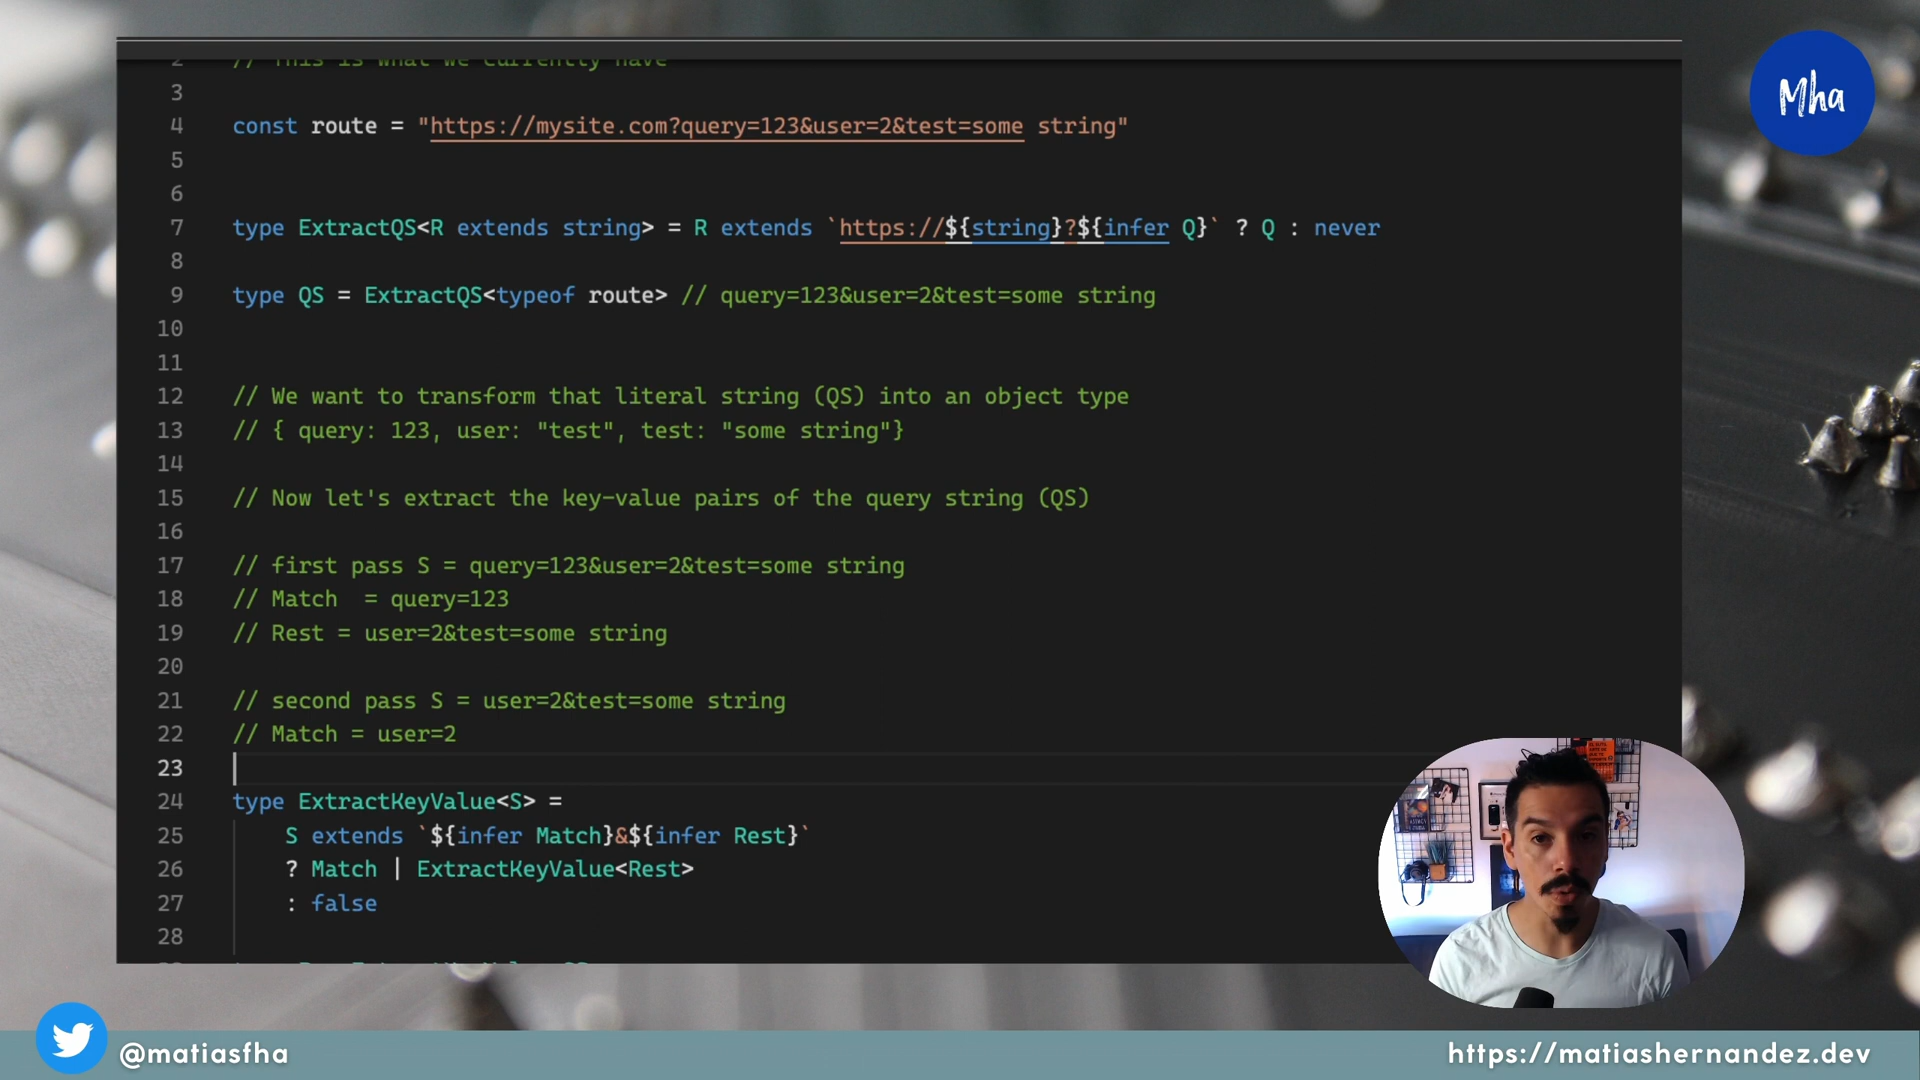 2 // This is what we currently have
3
4 const route = "https://mysite.com?query=123&user=2&test=some string"
5
6
7 type ExtractQS<R extends string> = R extends `https://${string}?${infer Q}` ? Q : never
8
9 type QS = ExtractQS<typeof route> // query=123&user=2&test=some string
10
11
12 // We want to transform that literal string (QS) into an object type
13 // { query: 123, user: "test", test: "some string"}
14
15 // Now let's extract the key-value pairs of the query string (QS)
16
17 // first pass S = query=123&user=2&test=some string
18 // Match  = query=123
19 // Rest = user=2&test=some string
20
21 // second pass S = user=2&test=some string
22 // Match = user=2
23
24 type ExtractKeyValue<S> =
25 S extends `${infer Match}&${infer Rest}`
26 ? Match | ExtractKeyValue<Rest>
27 : false
28
Mha
@matiasfha
https://matiashernandez.dev